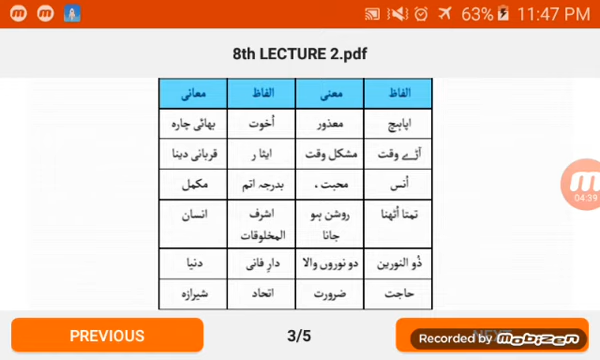 63% 11:47 PM
8th LECTURE 2.pdf
الفاظ معنی الفاظ معانی
اپاہج معذور اُخوت بھائی چارہ
آڑے وقت مشکل وقت ایثا ر قربانی دینا
اُنس محبت ، بدرجہ اتم مکمل
تمتا اُٹھنا روشن ہو جانا اشرف المخلوقات انسان
ذُو النورین دو نوروں والا دارِ فانی دنیا
حاجت ضرورت اتحاد شیرازہ
04:39
PREVIOUS 3/5
Recorded by MOBIZEN